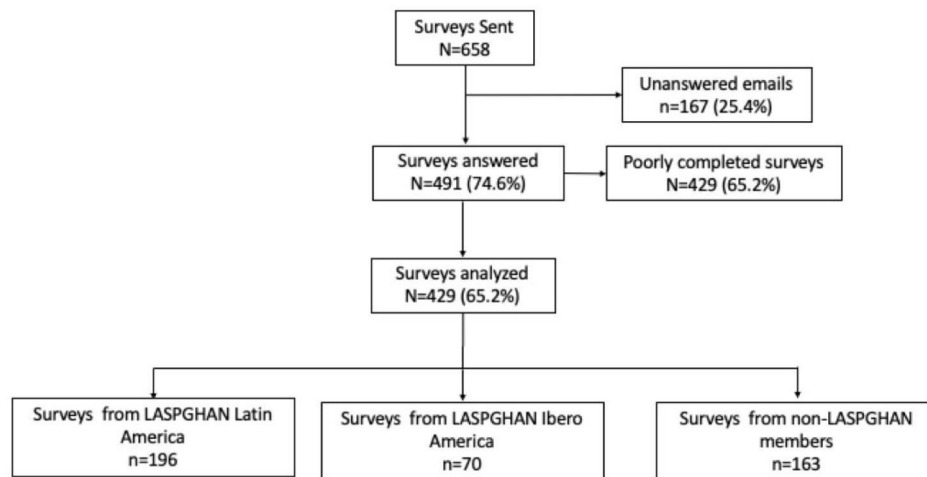 Surveys Sent
N=658
Unanswered emails
n=167 (25.4%)
Surveys answered
N=491 (74.6%)
Poorly completed surveys
N=429 (65.2%)
Surveys analyzed
N=429 (65.2%)
Surveys from LASPGHAN Latin
America
n=196
Surveys from LASPGHAN Ibero
America
n=70
Surveys from non-LASPGHAN
members
n=163